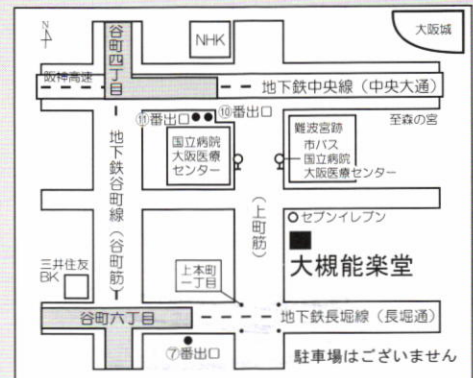 N
4
大阪城
NHK
谷町四丁目
阪神高速
地下鉄中央線（中央大通）
至森の宮
⑪番出口
⑩番出口
国立病院
大阪医療
センター
難波宮跡
市バス
国立病院
大阪医療センター
地下鉄谷町線（谷町筋）
（上町筋）
セブンイレブン
大槻能楽堂
三井住友
BK
上本町
一丁目
谷町六丁目
地下鉄長堀線（長堀通）
⑦番出口
駐車場はございません